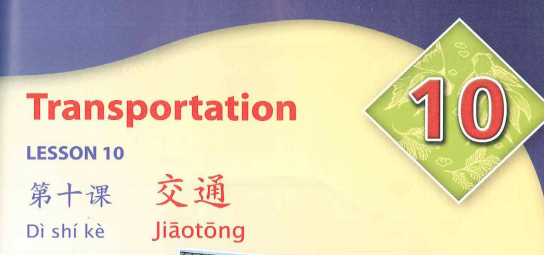 Transportation
10
LESSON 10
第十课 交通
Dì shí kè Jiāotōng